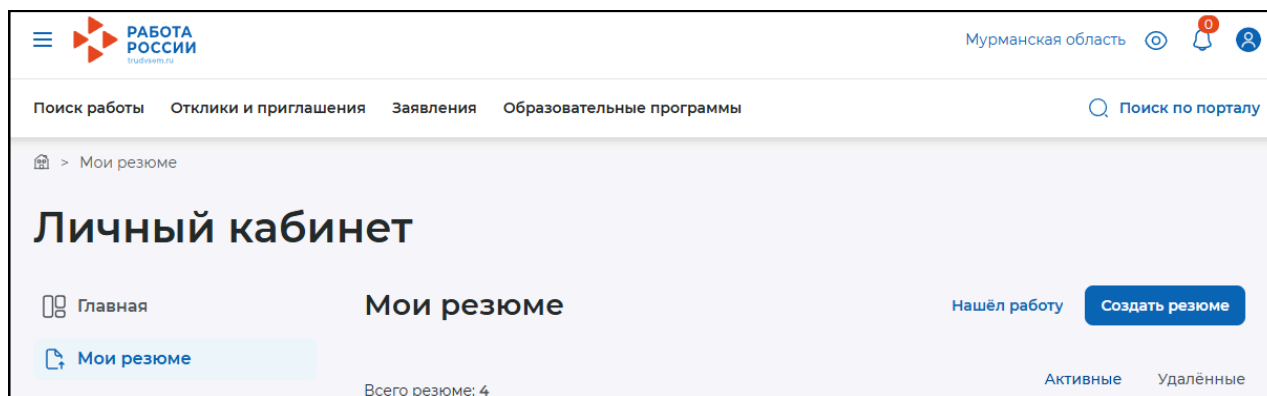 РАБОТА
РОССИИ
trudvsem.ru
Мурманская область
0
Поиск работы Отклики и приглашения Заявления Образовательные программы Поиск по порталу
> Мои резюме
Личный кабинет
Главная
Мои резюме
Мои резюме
Нашёл работу Создать резюме
Всего резюме: 4
Активные Удалённые